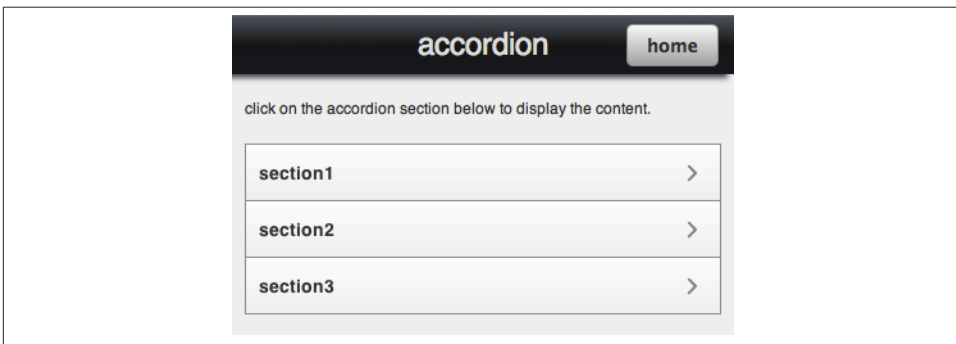 accordion
home
click on the accordion section below to display the content.
section1
section2
section3